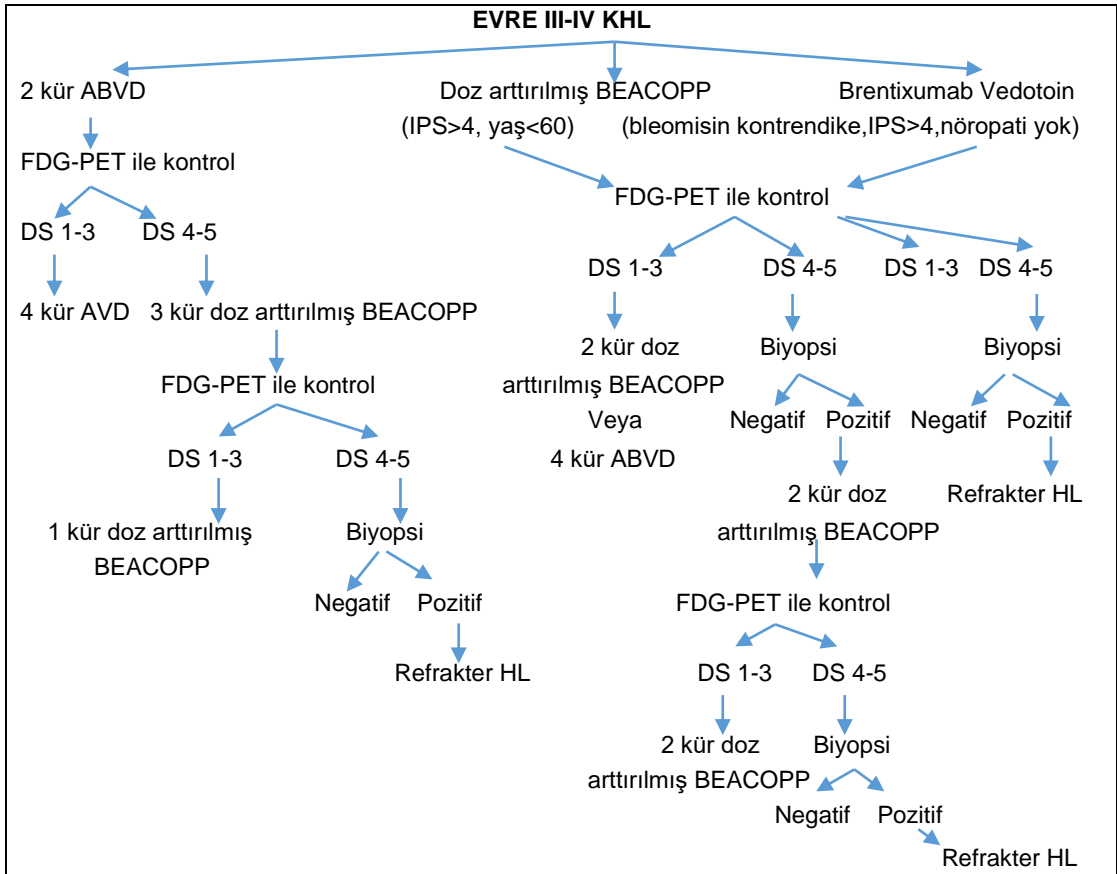 EVRE III-IV KHL
2 kür ABVD Doz arttırılmış BEACOPP Brentixumab Vedotoin
(IPS>4, yaş<60) (bleomisin kontrendike,IPS>4,nöropati yok)
FDG-PET ile kontrol
FDG-PET ile kontrol
DS 1-3 DS 4-5
DS 1-3 DS 4-5 DS 1-3 DS 4-5
4 kür AVD 3 kür doz arttırılmış BEACOPP
2 kür doz Biyopsi Biyopsi
FDG-PET ile kontrol arttırılmış BEACOPP
Veya Negatif Pozitif Negatif Pozitif
DS 1-3 DS 4-5 4 kür ABVD
2 kür doz Refrakter HL
1 kür doz arttırılmış Biyopsi arttırılmış BEACOPP
BEACOPP
Negatif Pozitif FDG-PET ile kontrol
Refrakter HL DS 1-3 DS 4-5
2 kür doz Biyopsi
arttırılmış BEACOPP
Negatif Pozitif
Refrakter HL